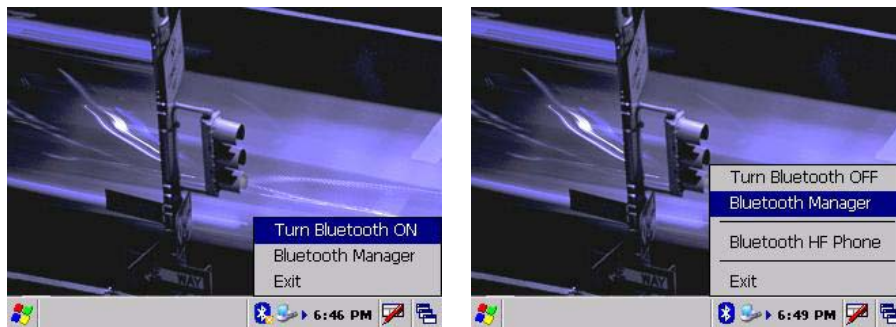 Turn Bluetooth ON
Bluetooth Manager
Exit
6:46 PM
Turn Bluetooth OFF
Bluetooth Manager
Bluetooth HF Phone
Exit
WAY
6:49 PM